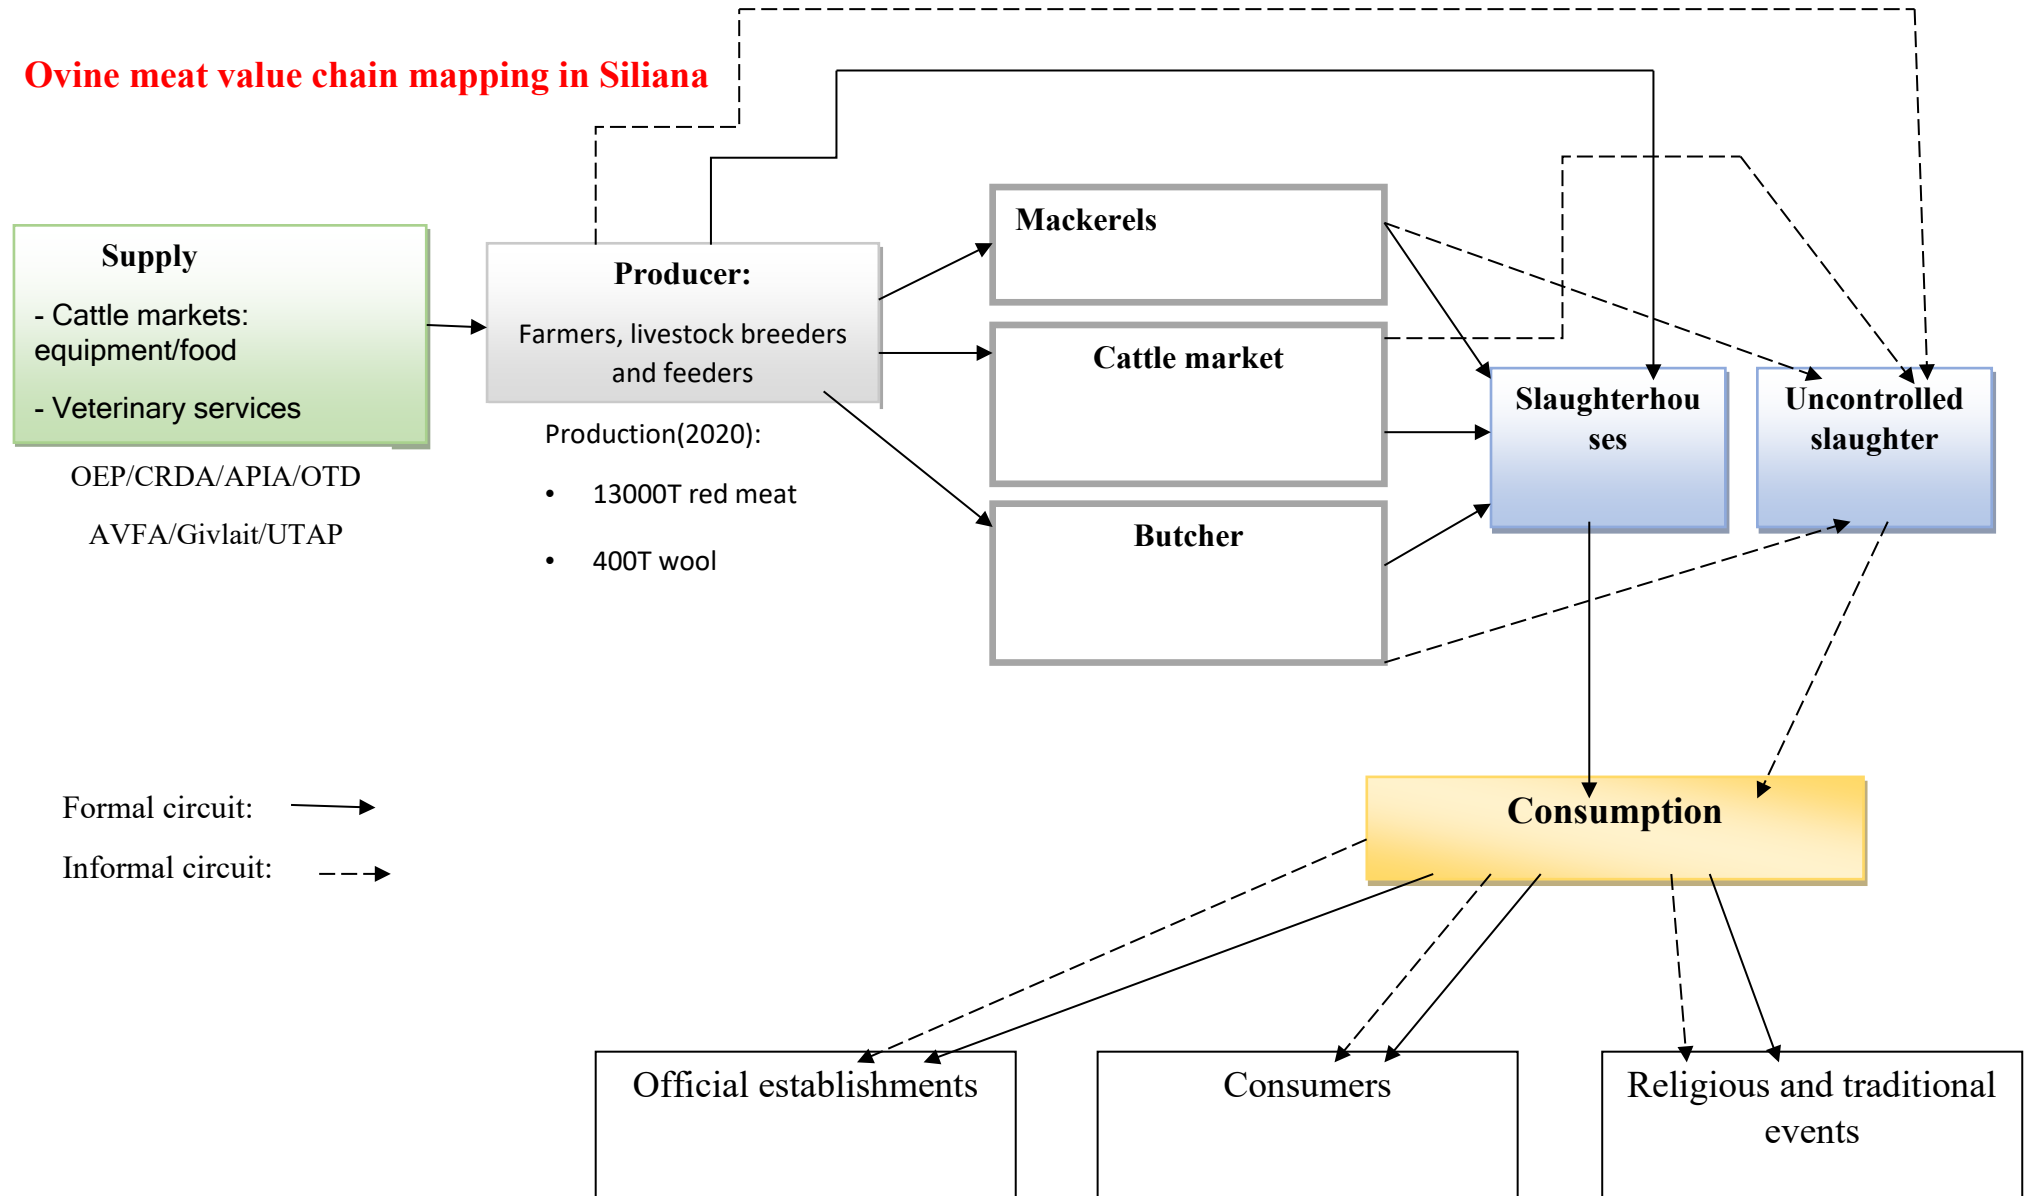 Ovine meat value chain mapping in Siliana
Supply
- Cattle markets:
equipment/food
- Veterinary services
OEP/CRDA/APIA/OTD
AVFA/Givlait/UTAP
Producer:
Farmers, livestock breeders
and feeders
Production(2020):
• 13000T red meat
• 400T wool
Mackerels
Cattle market
Butcher
Slaughterhou
ses
Uncontrolled
slaughter
Formal circuit:
Informal circuit:
Consumption
Official establishments
Consumers
Religious and traditional
events